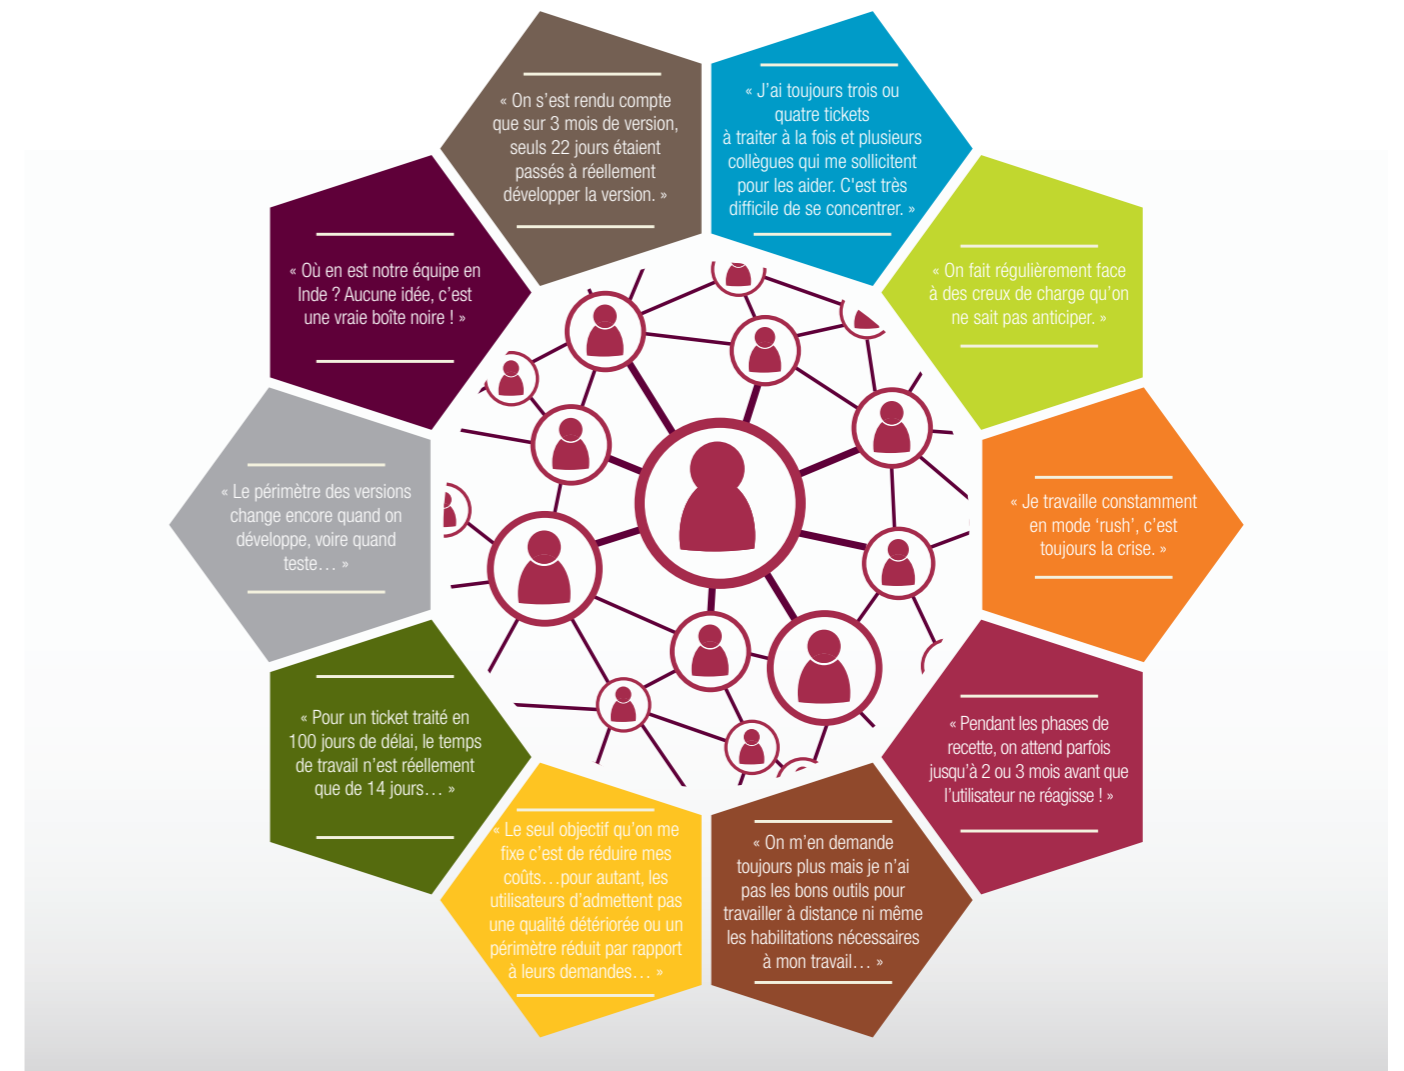 « On s'est rendu compte
que sur 3 mois de version,
seuls 22 jours étaient
passés à réellement
développer la version. »
« J'ai toujours trois ou
quatre tickets
à traiter à la fois et plusieurs
collègues qui me sollicitent
pour les aider. C'est très
difficile de se concentrer. »
« On fait régulièrement face
à des creux de charge qu'on
ne sait pas anticiper. »
« Je travaille constamment
en mode ‘rush’, c'est
toujours la crise. »
« Pendant les phases de
recette, on attend parfois
jusqu'à 2 ou 3 mois avant que
l'utilisateur ne réagisse ! »
« On m'en demande
toujours plus mais je n'ai
pas les bons outils pour
travailler à distance ni même
les habilitations nécessaires
à mon travail… »
« Le seul objectif qu'on me
fixe c'est de réduire mes
coûts…pour autant, les
utilisateurs d'admettent pas
une qualité détériorée ou un
périmètre réduit par rapport
à leurs demandes… »
« Pour un ticket traité en
100 jours de délai, le temps
de travail n'est réellement
que de 14 jours… »
« Le périmètre des versions
change encore quand on
développe, voire quand
teste… »
« Où en est notre équipe en
Inde ? Aucune idée, c'est
une vraie boîte noire ! »